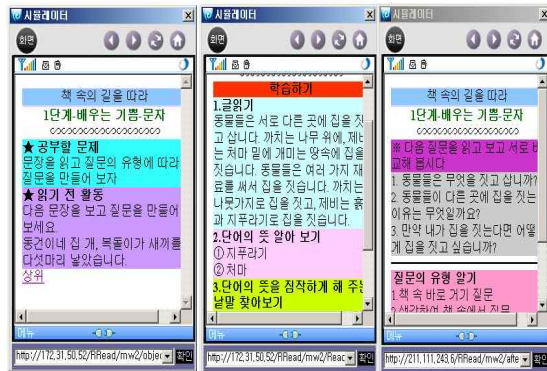 시뮬레이터
화면
책 속의 길을 따라
1단계-배우는 기쁨-문자
★ 공부할 문제
문장을 읽고 질문의 유형에 따라
질문을 만들어 보자
★ 읽기 전 활동
다음 문장을 보고 질문을 만들어
보세요.
동건이네 집 개, 복돌이가 새끼를
다섯마리 낳았습니다.
상위
메뉴
http://172,31,50,52/RRead/mw2/objec
확인
시뮬레이터
화면
학습하기
1.글읽기
동물들은 서로 다른 곳에 집을 짓
고 삽니다. 까치는 나무 위에, 제비
는 처마 밑에 개미는 땅속에 집을
짓습니다. 동물들은 여러 가지 재
료를 써서 집을 짓습니다. 까치는
나뭇가지로 집을 짓고, 제비는 흙
과 지푸라기로 집을 짓습니다.
2.단어의 뜻 알아 보기
①지푸라기
②처마
3.단어의 뜻을 짐작하게 해 주는
낱말 찾아보기
메뉴
http://172,31,50,52/RRead/mw2/Reac
확인
시뮬레이터
화면
책 속의 길을 따라
1단계-배우는 기쁨-문자
※ 다음 질문을 읽고 보고 서로 비
교해 봅시다
1. 동물들은 무엇을 짓고 삽니까?
2. 동물들이 다른 곳에 집을 짓는
이유는 무엇일까요?
3. 만약 내가 집을 짓는다면 어떻
게 집을 짓고 싶습니까?
질문의 유형 알기
1.책 속 바로 거기 질문
2.생각하여 책 속에서 질문
메뉴
http://211,111,243,6/RRead/mw2/afte
확인